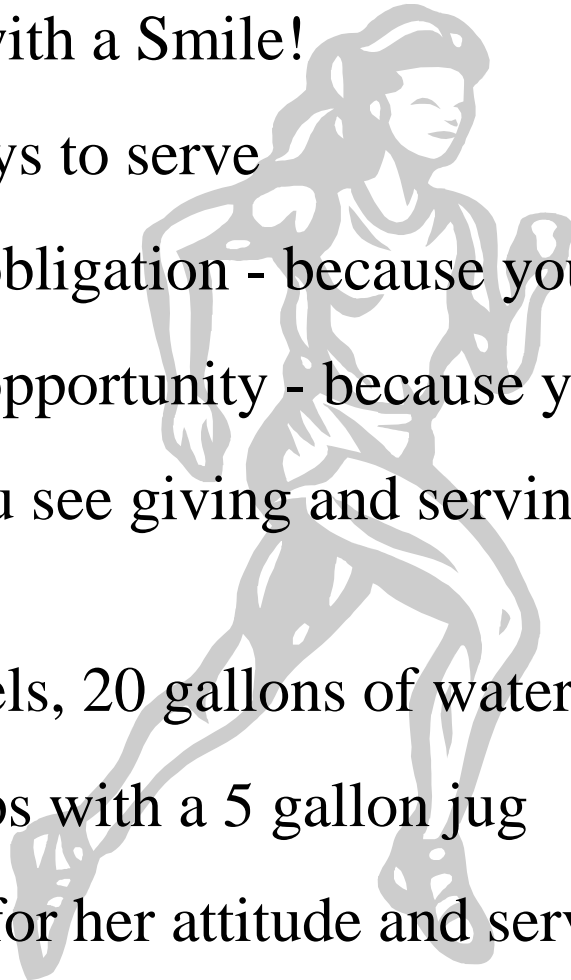 with a Smile!
ys to serve
obligation - because you
opportunity - because y
u see giving and servin
els, 20 gallons of water
ps with a 5 gallon jug
for her attitude and serv